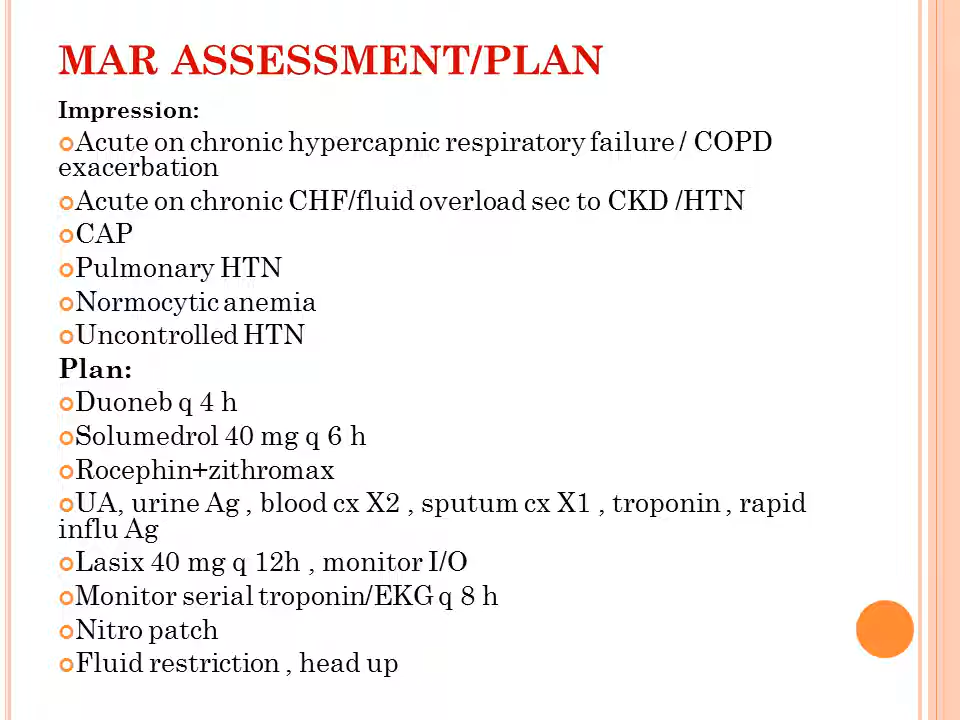 MAR ASSESSMENT/PLAN
Impression:
Acute on chronic hypercapnic respiratory failure / COPD
exacerbation
Acute on chronic CHF/fluid overload sec to CKD /HTN
CAP
Pulmonary HTN
Normocytic anemia
Uncontrolled HTN
Plan:
Duoneb q 4 h
Solumedrol 40 mg q 6 h
Rocephin+zithromax
UA, urine Ag , blood cx X2 , sputum cx X1 , troponin , rapid
influ Ag
Lasix 40 mg q 12h , monitor I/O
Monitor serial troponin/EKG q 8 h
Nitro patch
Fluid restriction , head up